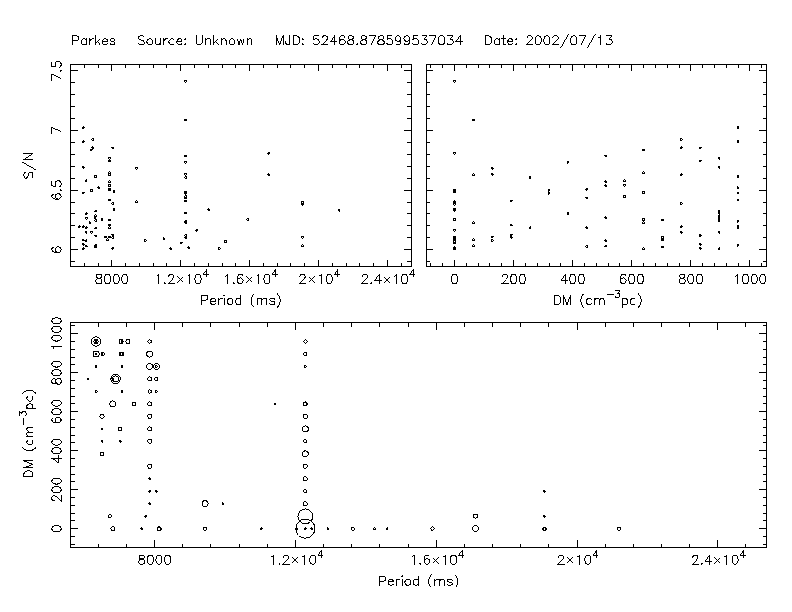 Parkes Source: Unknown MJD: 52468.878599537034 Date: 2002/07/13
7.5
7
6.5
6
S/N
8000 1.2×10⁴ 1.6×10⁴ 2×10⁴ 2.4×10⁴
Period (ms)
0 200 400 600 800 1000
DM (cm⁻³pc)
1000
800
600
400
200
0
DM (cm⁻³pc)
8000 1.2×10⁴ 1.6×10⁴ 2×10⁴ 2.4×10⁴
Period (ms)